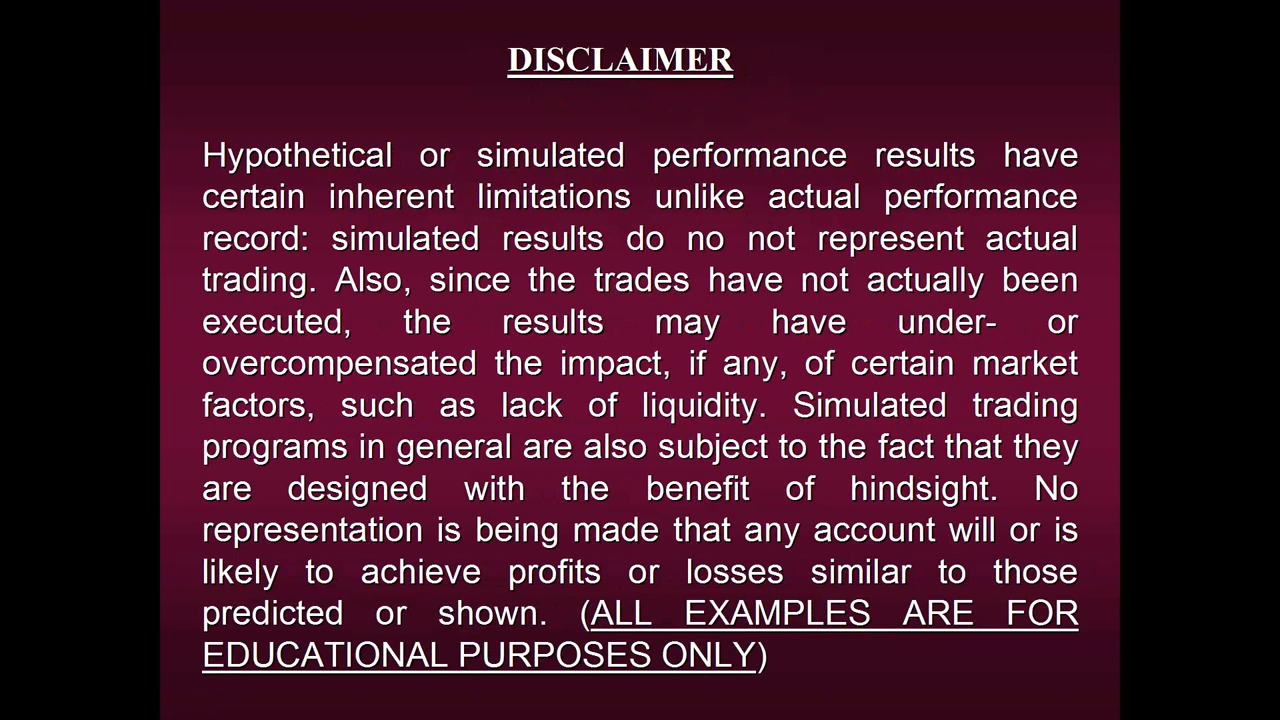 DISCLAIMER
Hypothetical or simulated performance results have
certain inherent limitations unlike actual performance
record: simulated results do no not represent actual
trading. Also, since the trades have not actually been
executed, the results may have under- or
overcompensated the impact, if any, of certain market
factors, such as lack of liquidity. Simulated trading
programs in general are also subject to the fact that they
are designed with the benefit of hindsight. No
representation is being made that any account will or is
likely to achieve profits or losses similar to those
predicted or shown. (ALL EXAMPLES ARE FOR
EDUCATIONAL PURPOSES ONLY)